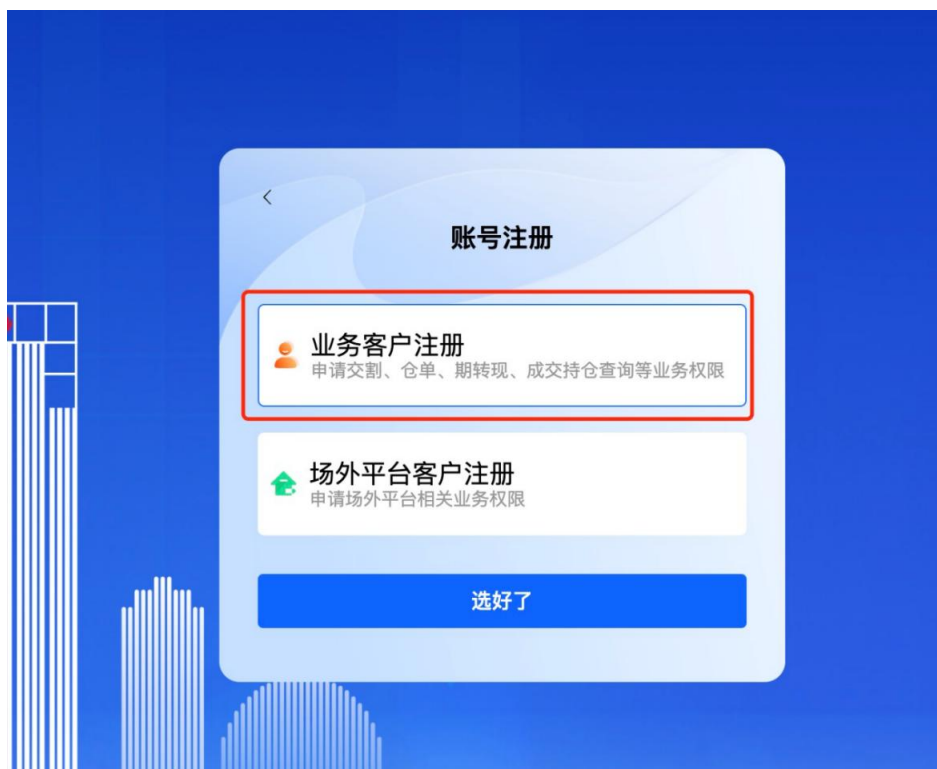 账号注册
业务客户注册
申请交割、仓单、期转现、成交持仓查询等业务权限
场外平台客户注册
申请场外平台相关业务权限
选好了